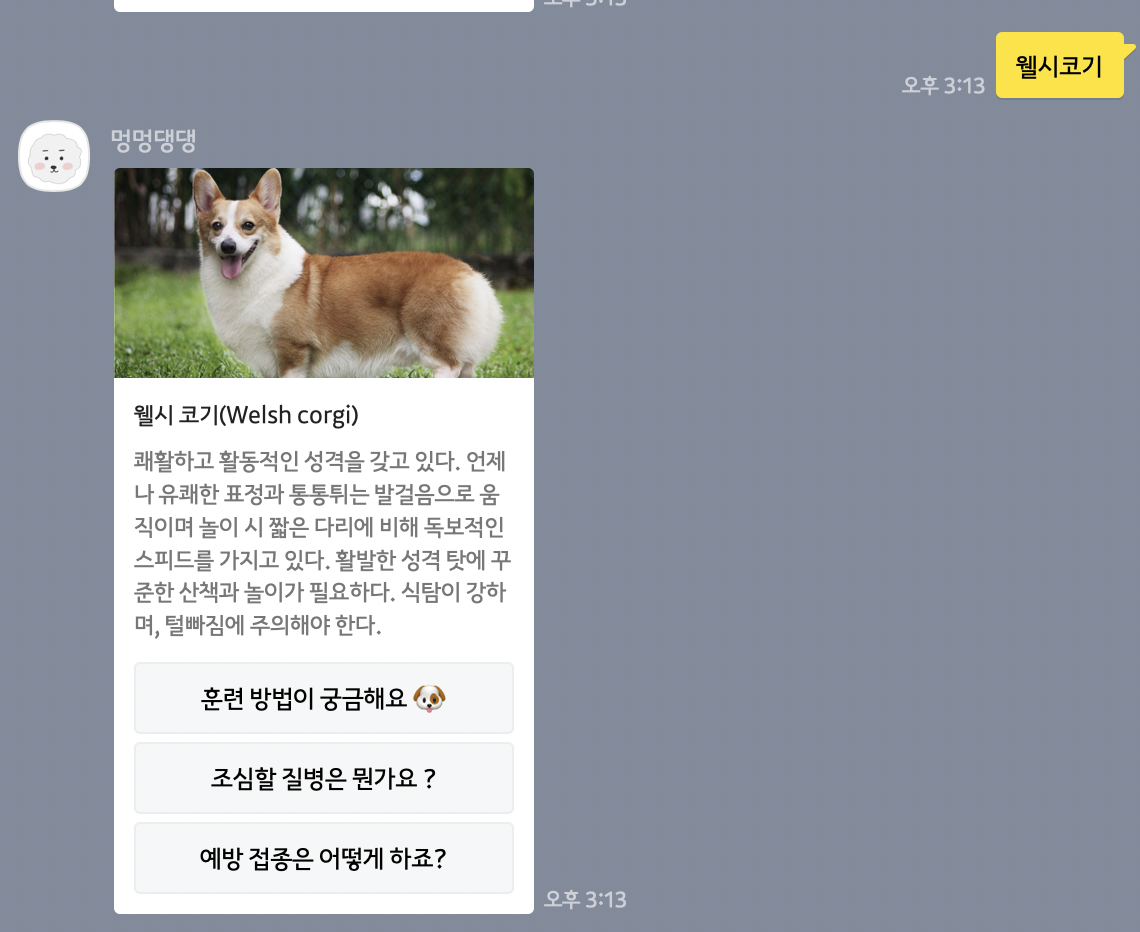 웰시코기
오후 3:13
멍멍댕댕
웰시 코기(Welsh corgi)
쾌활하고 활동적인 성격을 갖고 있다. 언제
나 유쾌한 표정과 통통튀는 발걸음으로 움
직이며 놀이 시 짧은 다리에 비해 독보적인
스피드를 가지고 있다. 활발한 성격 탓에 꾸
준한 산책과 놀이가 필요하다. 식탐이 강하
며, 털빠짐에 주의해야 한다.
훈련 방법이 궁금해요
조심할 질병은 뭔가요 ?
예방 접종은 어떻게 하죠?
오후 3:13